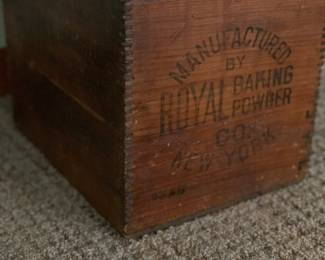 MANUFACTURED
BY
ROYAL BAKING
POWDER
CO.
NEW YORK